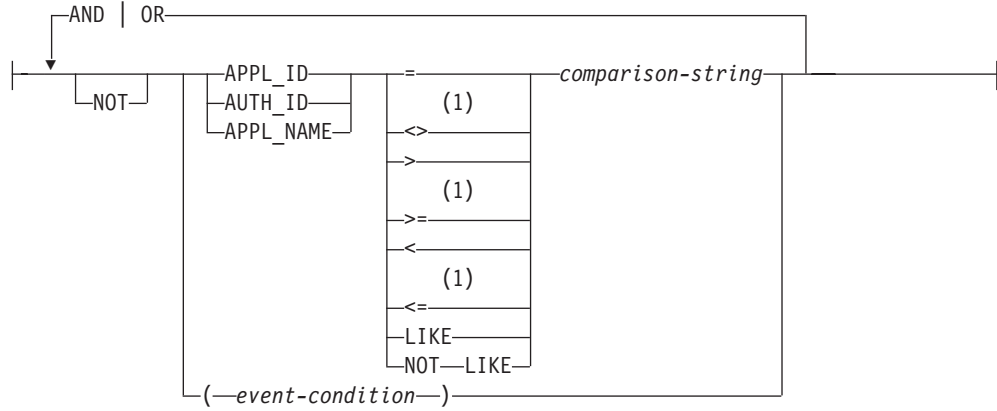 AND | OR
APPL_ID = comparison-string
NOT AUTH_ID (1)
APPL_NAME <>
>
(1)
>=
<
(1)
<=
LIKE
NOT LIKE
( event-condition )